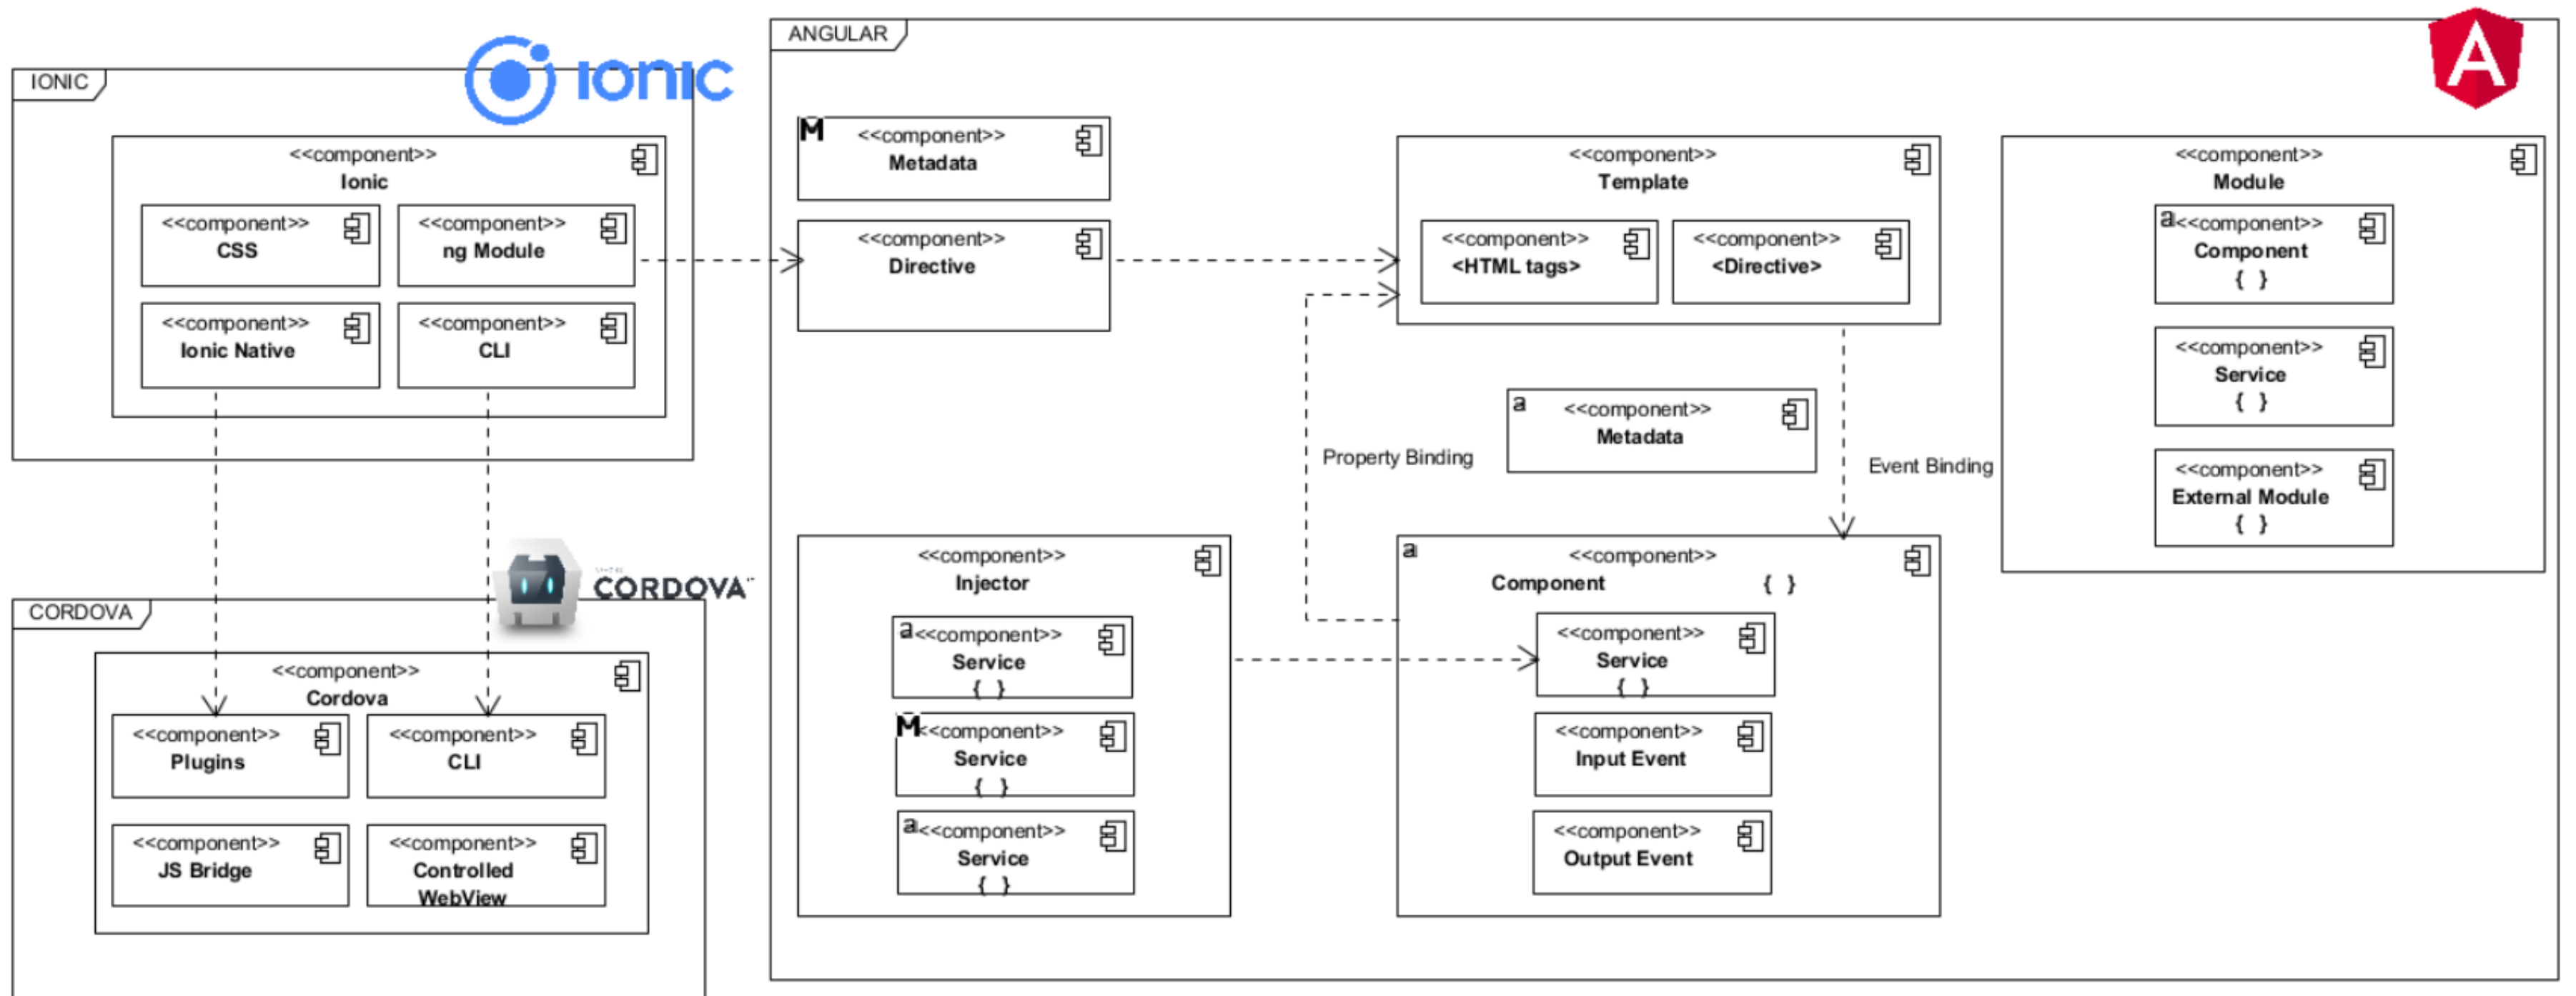 IONIC
IONIC
<<component>>
Ionic
<<component>>
CSS
<<component>>
ng Module
<<component>>
Ionic Native
<<component>>
CLI
CORDOVA
CORDOVA
<<component>>
Cordova
<<component>>
Plugins
<<component>>
CLI
<<component>>
JS Bridge
<<component>>
Controlled
WebView
ANGULAR
A
M
<<component>>
Metadata
<<component>>
Directive
<<component>>
Template
<<component>>
<HTML tags>
<<component>>
<Directive>
a
<<component>>
Metadata
Property Binding
Event Binding
<<component>>
Injector
a<<component>>
Service
{ }
M<<component>>
Service
{ }
a<<component>>
Service
{ }
a
<<component>>
Component { }
<<component>>
Service
{ }
<<component>>
Input Event
<<component>>
Output Event
<<component>>
Module
a<<component>>
Component
{ }
<<component>>
Service
{ }
<<component>>
External Module
{ }